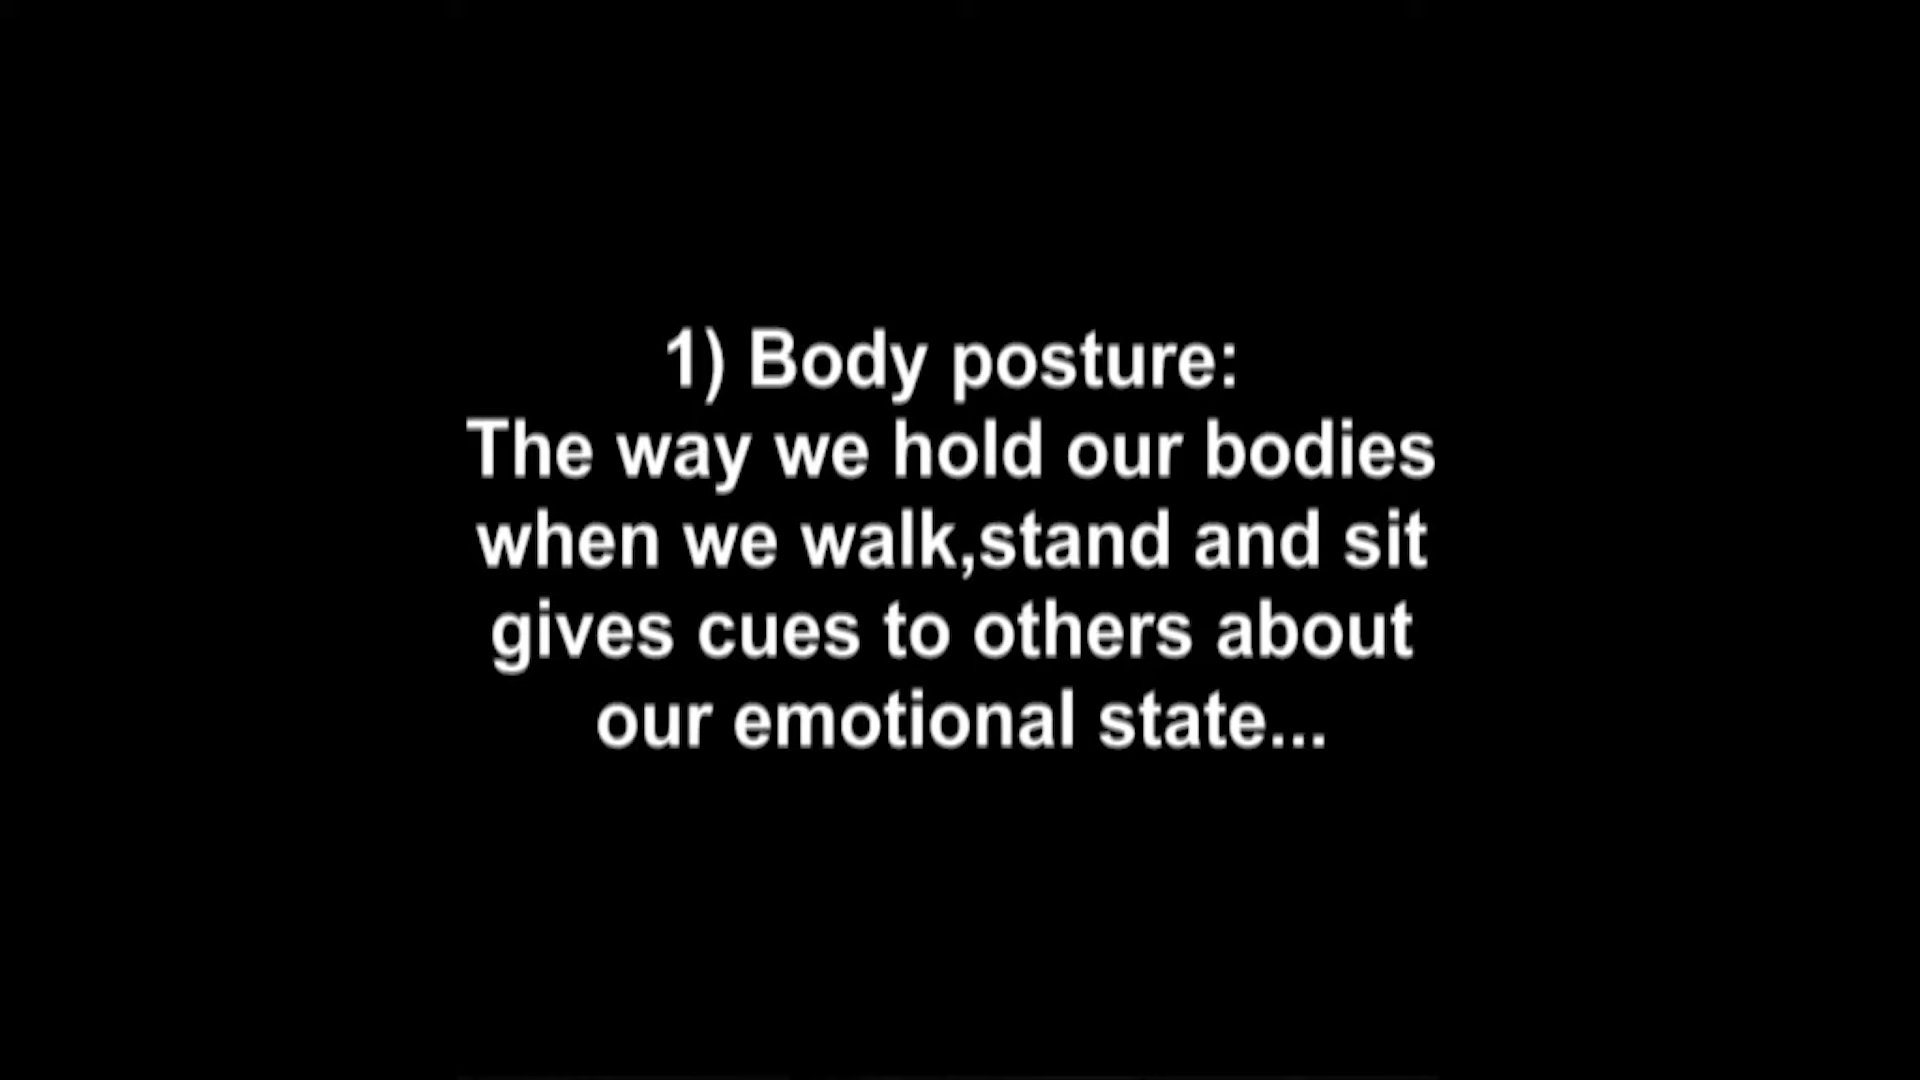 1) Body posture:
The way we hold our bodies
when we walk,stand and sit
gives cues to others about
our emotional state...